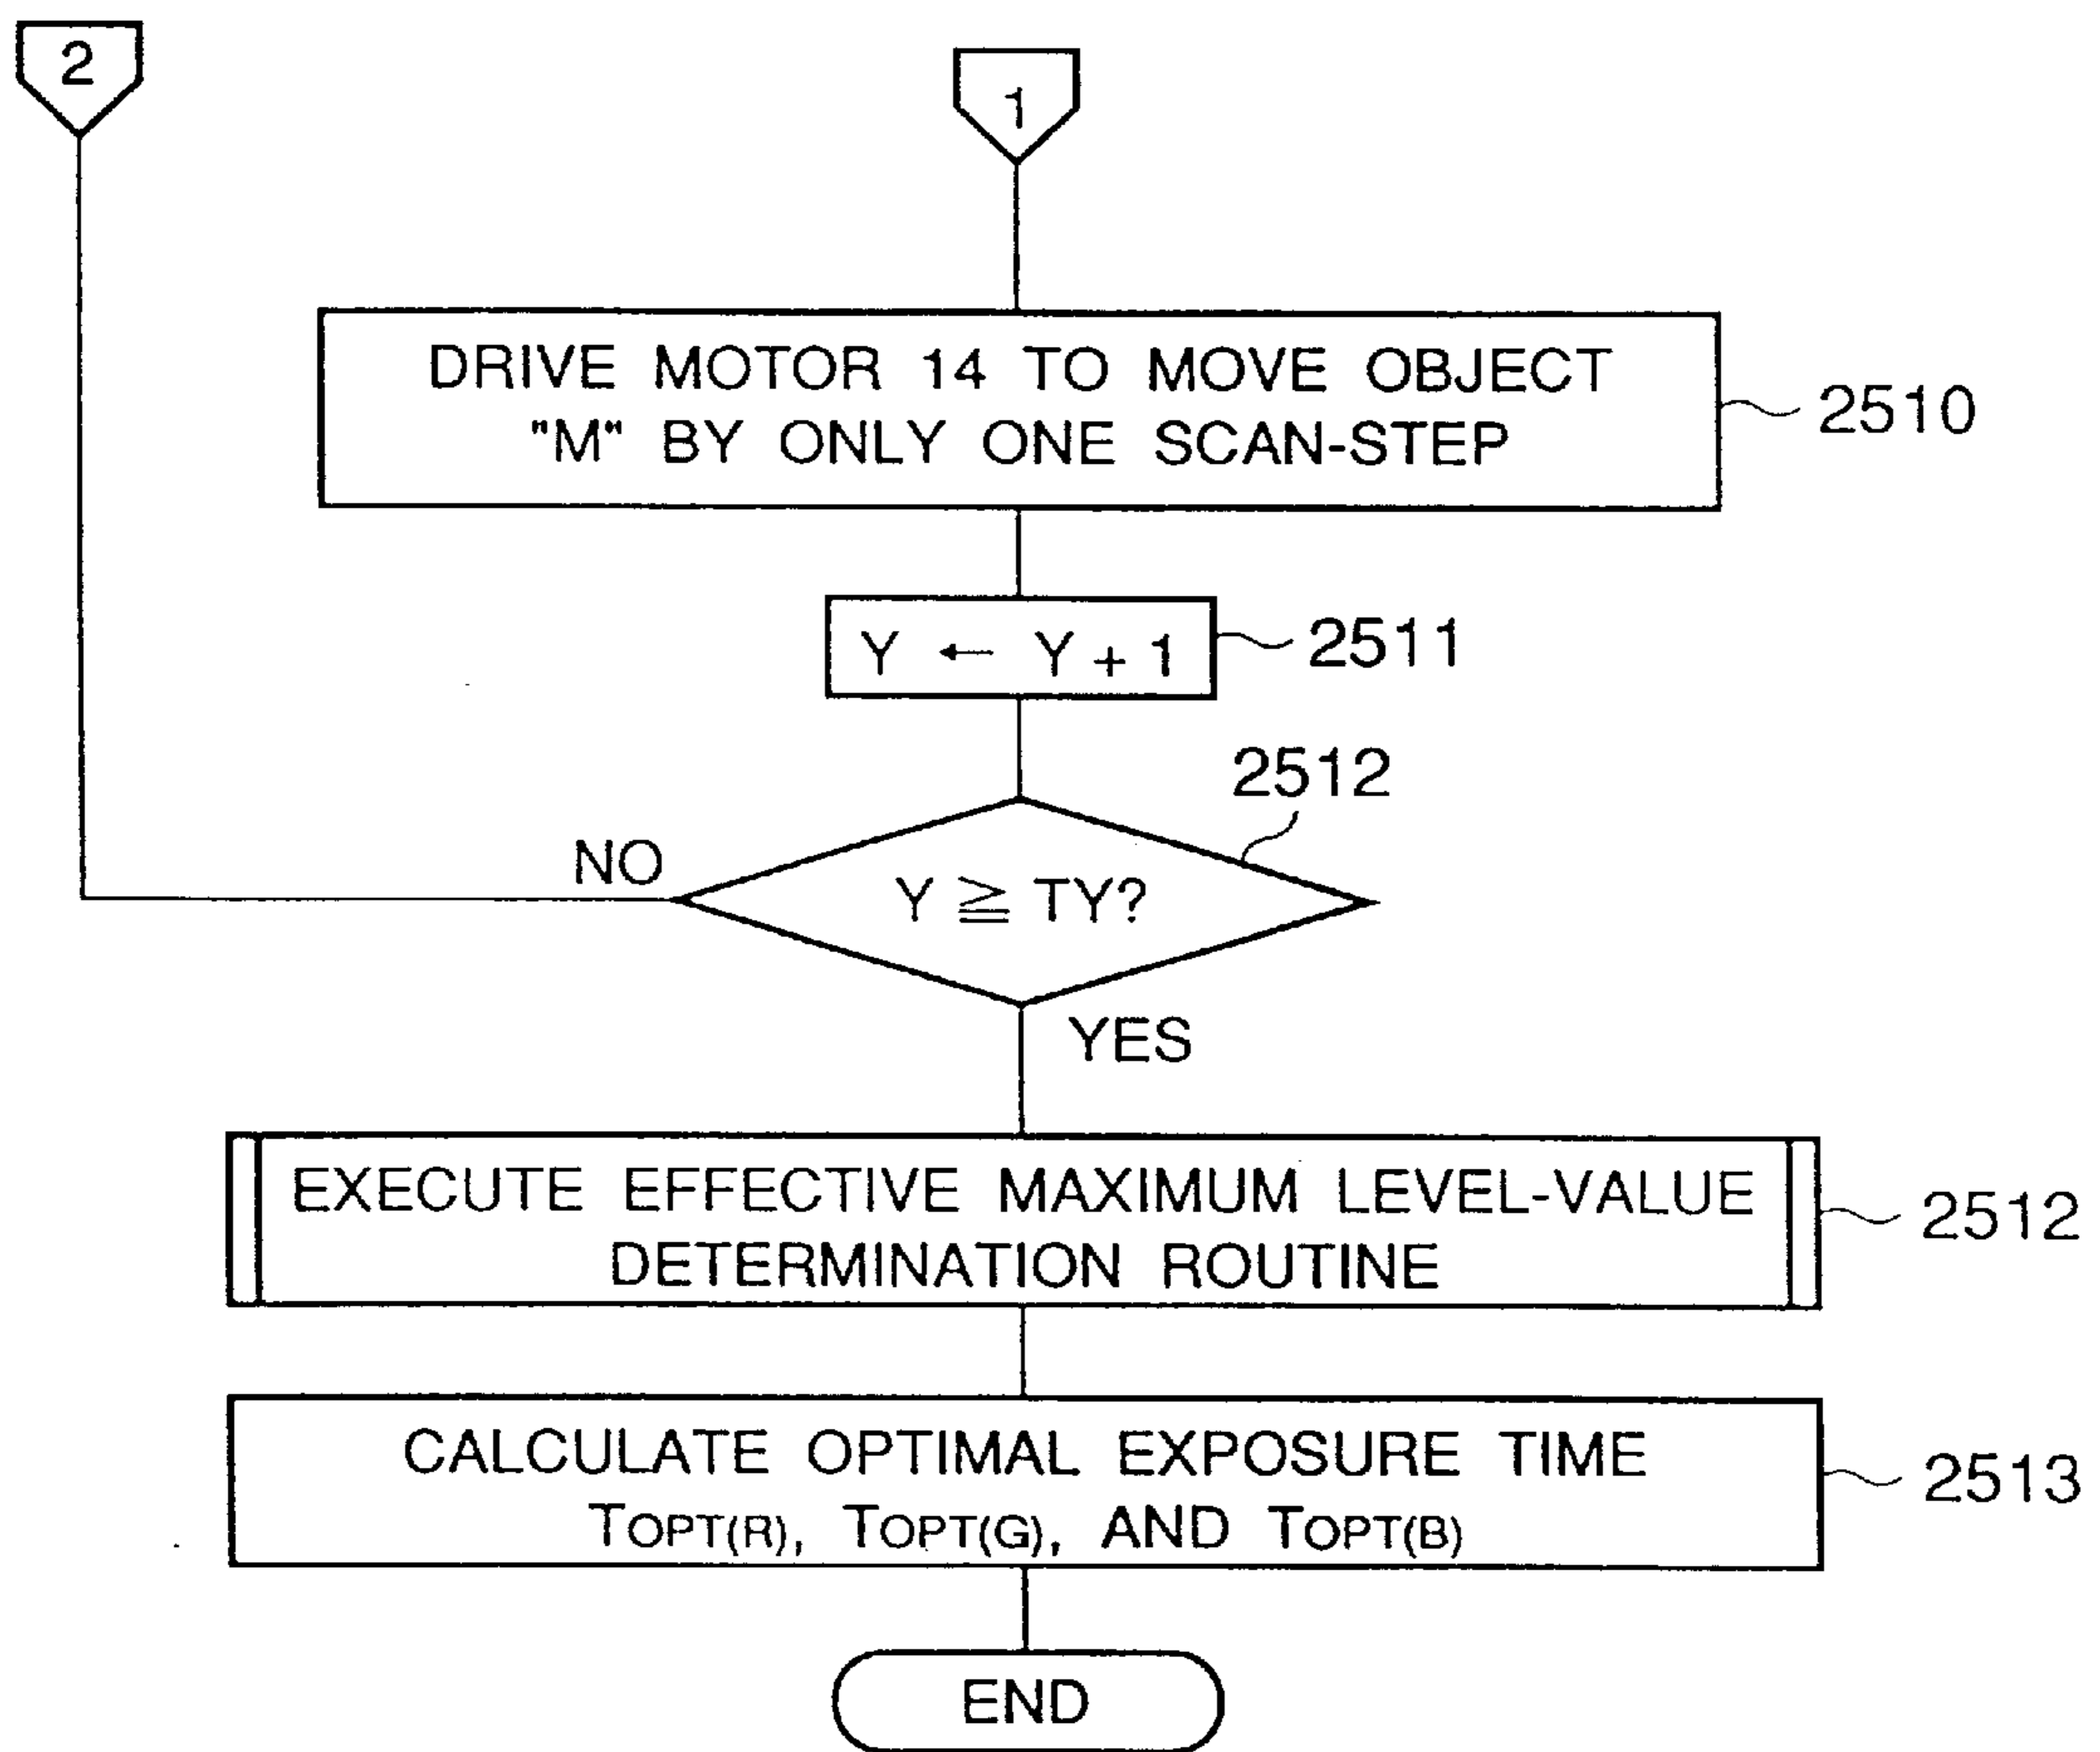 2
1
DRIVE MOTOR 14 TO MOVE OBJECT
"M" BY ONLY ONE SCAN-STEP
2510
Y ← Y + 1
2511
2512
NO
Y ≧ TY?
YES
EXECUTE EFFECTIVE MAXIMUM LEVEL-VALUE
DETERMINATION ROUTINE
2512
CALCULATE OPTIMAL EXPOSURE TIME
TOPT(R), TOPT(G), AND TOPT(B)
2513
END